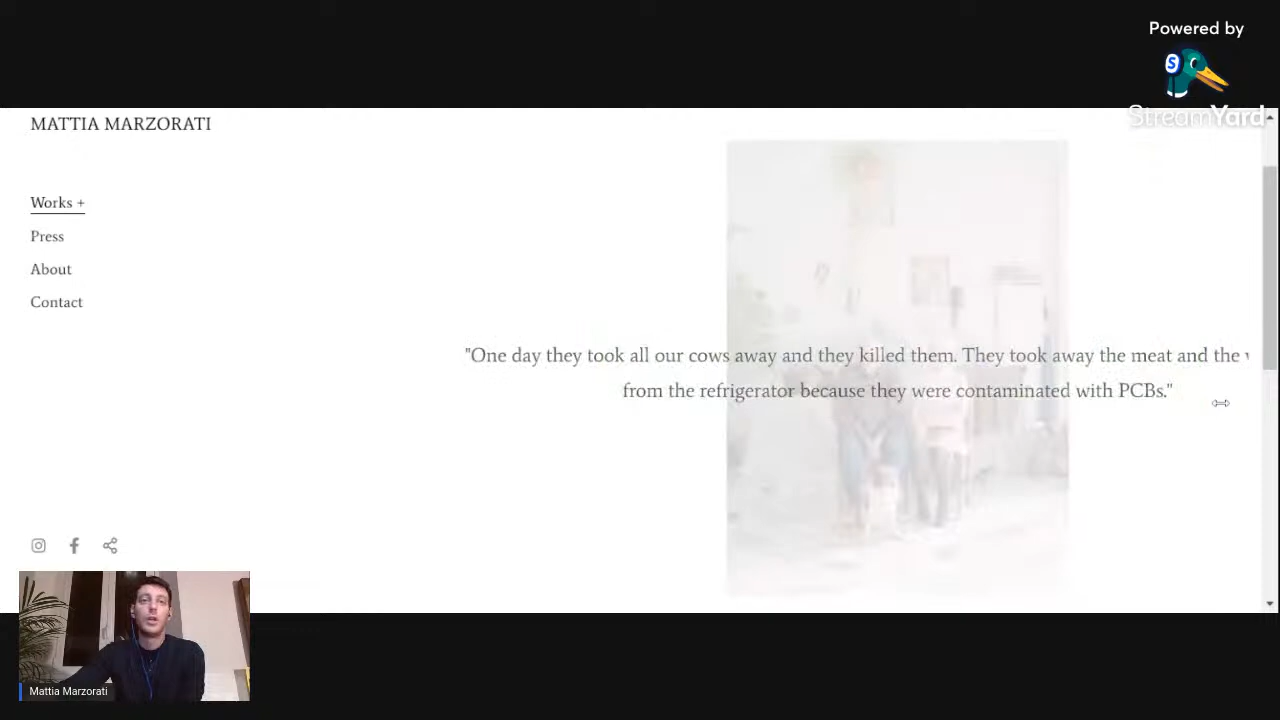 Powered by
StreamYard
MATTIA MARZORATI
Works +
Press
About
Contact
"One day they took all our cows away and they killed them. They took away the meat and the
from the refrigerator because they were contaminated with PCBs."
Mattia Marzorati